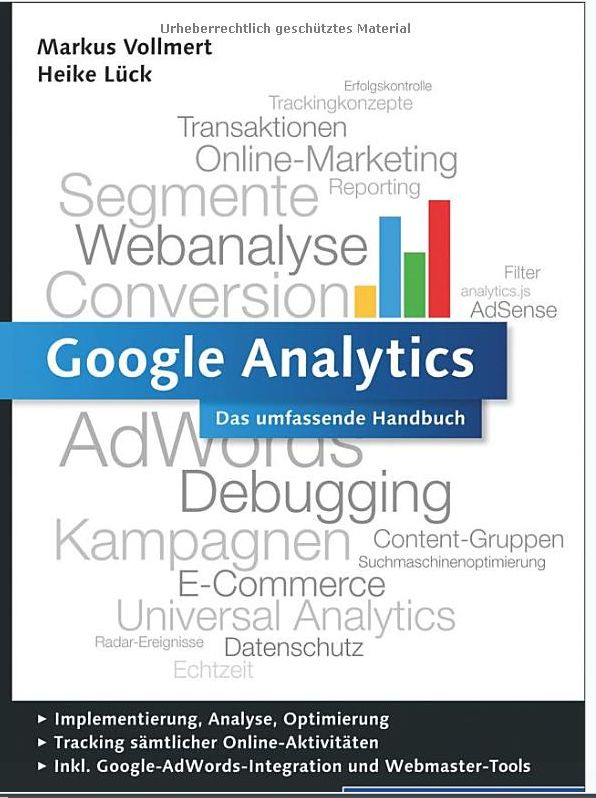 Urheberrechtlich geschütztes Material
Markus Vollmert
Heike Lück
Erfolgskontrolle
Trackingkonzepte
Transaktionen
Online-Marketing
Segmente
Reporting
Webanalyse
Conversion
Filter
analytics.js
AdSense
Google Analytics
Das umfassende Handbuch
AdWords
Debugging
Kampagnen
Content-Gruppen
Suchmaschinenoptimierung
E-Commerce
Universal Analytics
Radar-Ereignisse
Datenschutz
Echtzeit
▸ Implementierung, Analyse, Optimierung
▸ Tracking sämtlicher Online-Aktivitäten
▸ Inkl. Google-AdWords-Integration und Webmaster-Tools